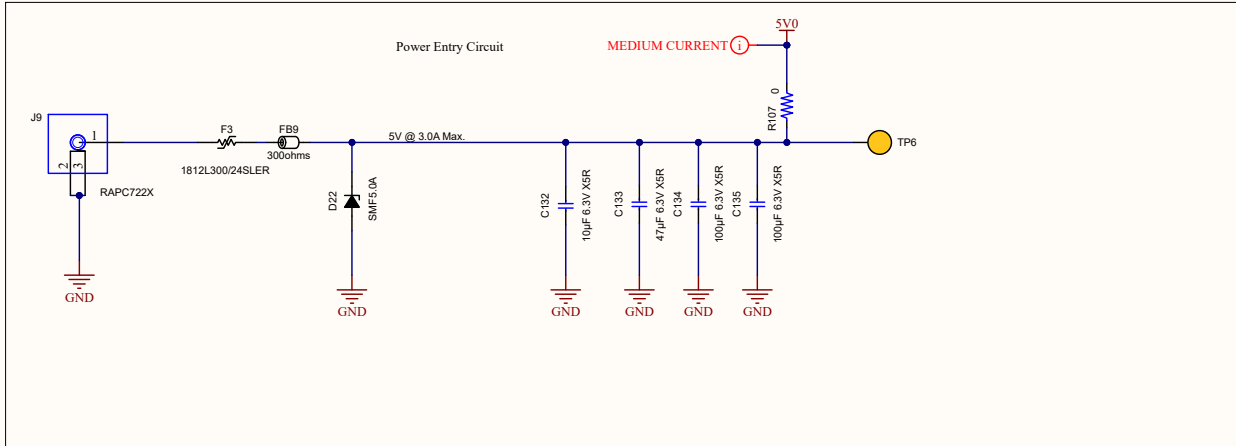 Power Entry Circuit
MEDIUM CURRENT
i
5V0
0
R107
J9
1
2
3
RAPC722X
F3
1812L300/24SLER
FB9
300ohms
5V @ 3.0A Max.
TP6
D22
SMF5.0A
C132
10µF 6.3V X5R
C133
47µF 6.3V X5R
C134
100µF 6.3V X5R
C135
100µF 6.3V X5R
GND
GND
GND
GND
GND
GND